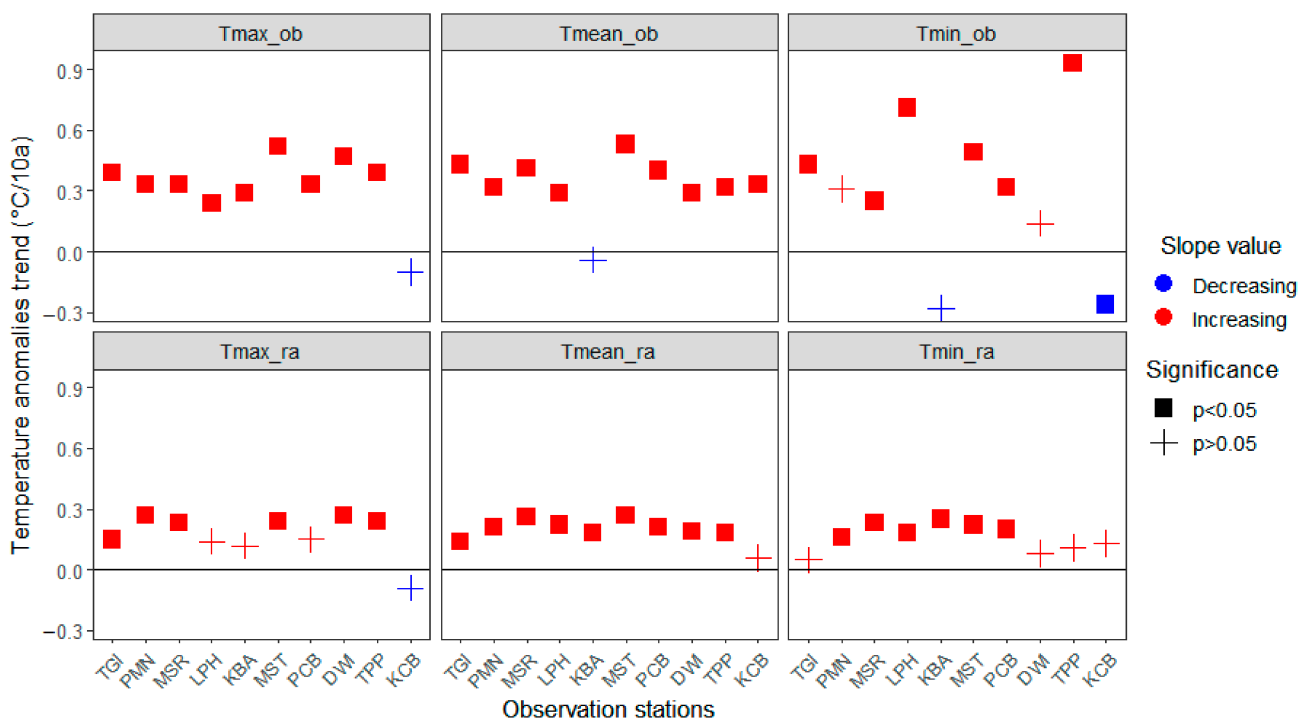 Tmax_ob Tmean_ob Tmin_ob
0.9
0.6
0.3
0.0
−0.3
Tmax_ra Tmean_ra Tmin_ra
0.9
0.6
0.3
0.0
−0.3
Temperature anomalies trend (°C/10a)
TGI PMN MSR LPH KBA MST PCB DWI TPP KCB TGI PMN MSR LPH KBA MST PCB DWI TPP KCB TGI PMN MSR LPH KBA MST PCB DWI TPP KCB
Observation stations
Slope value
Decreasing
Increasing
Significance
p<0.05
p>0.05